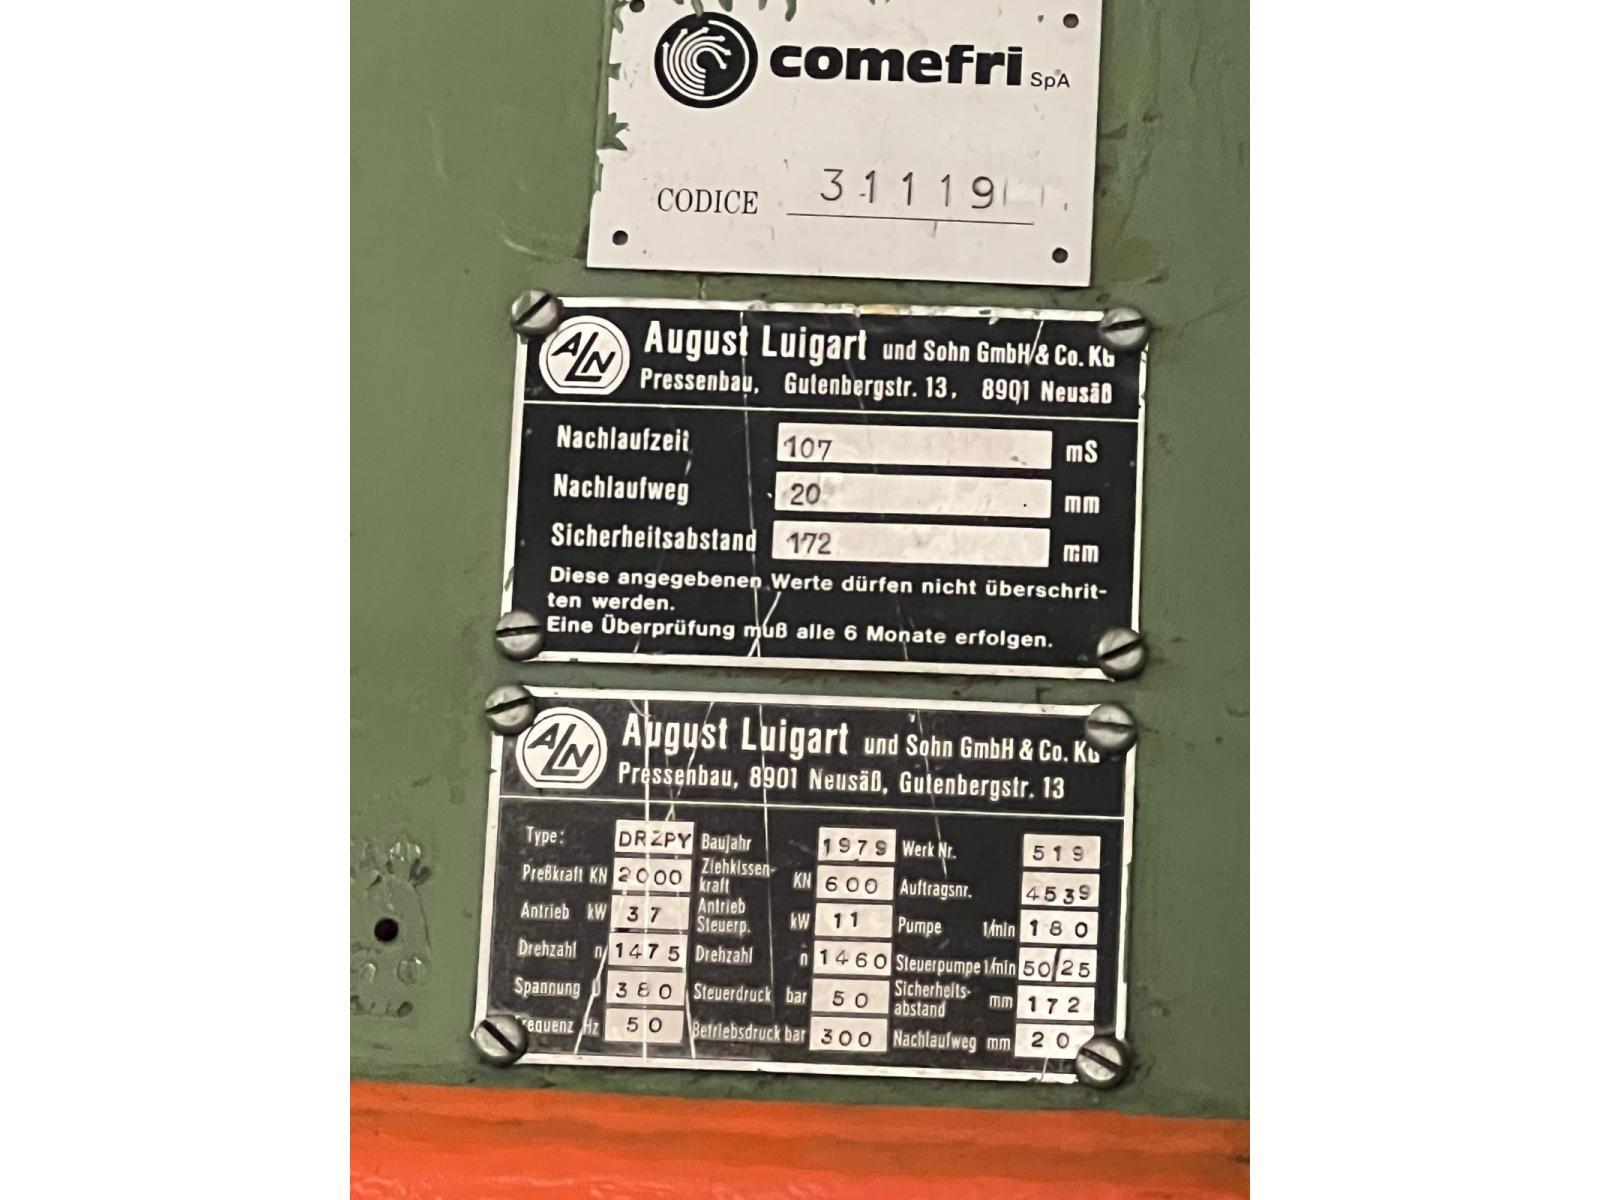 comefri SpA
CODICE 31119
ALN August Luigart und Sohn GmbH & Co. KG
Pressenbau, Gutenbergstr. 13, 8901 Neusäß
Nachlaufzeit 107 mS
Nachlaufweg 20 mm
Sicherheitsabstand 172 mm
Diese angegebenen Werte dürfen nicht überschrit-
ten werden.
Eine Überprüfung muß alle 6 Monate erfolgen.
ALN August Luigart und Sohn GmbH & Co. KG
Pressenbau, 8901 Neusäß, Gutenbergstr. 13
Type: DRZPY Baujahr 1979 Werk Nr. 519
Preßkraft KN 2000 Ziehkissen-kraft KN 600 Auftragsnr. 4539
Antrieb kW 37 Antrieb Steuerp. kW 11 Pumpe l/min 180
Drehzahl n 1475 Drehzahl n 1460 Steuerpumpe l/min 50/25
Spannung U 380 Steuerdruck bar 50 Sicherheits-abstand mm 172
Frequenz Hz 50 Betriebsdruck bar 300 Nachlaufweg mm 20